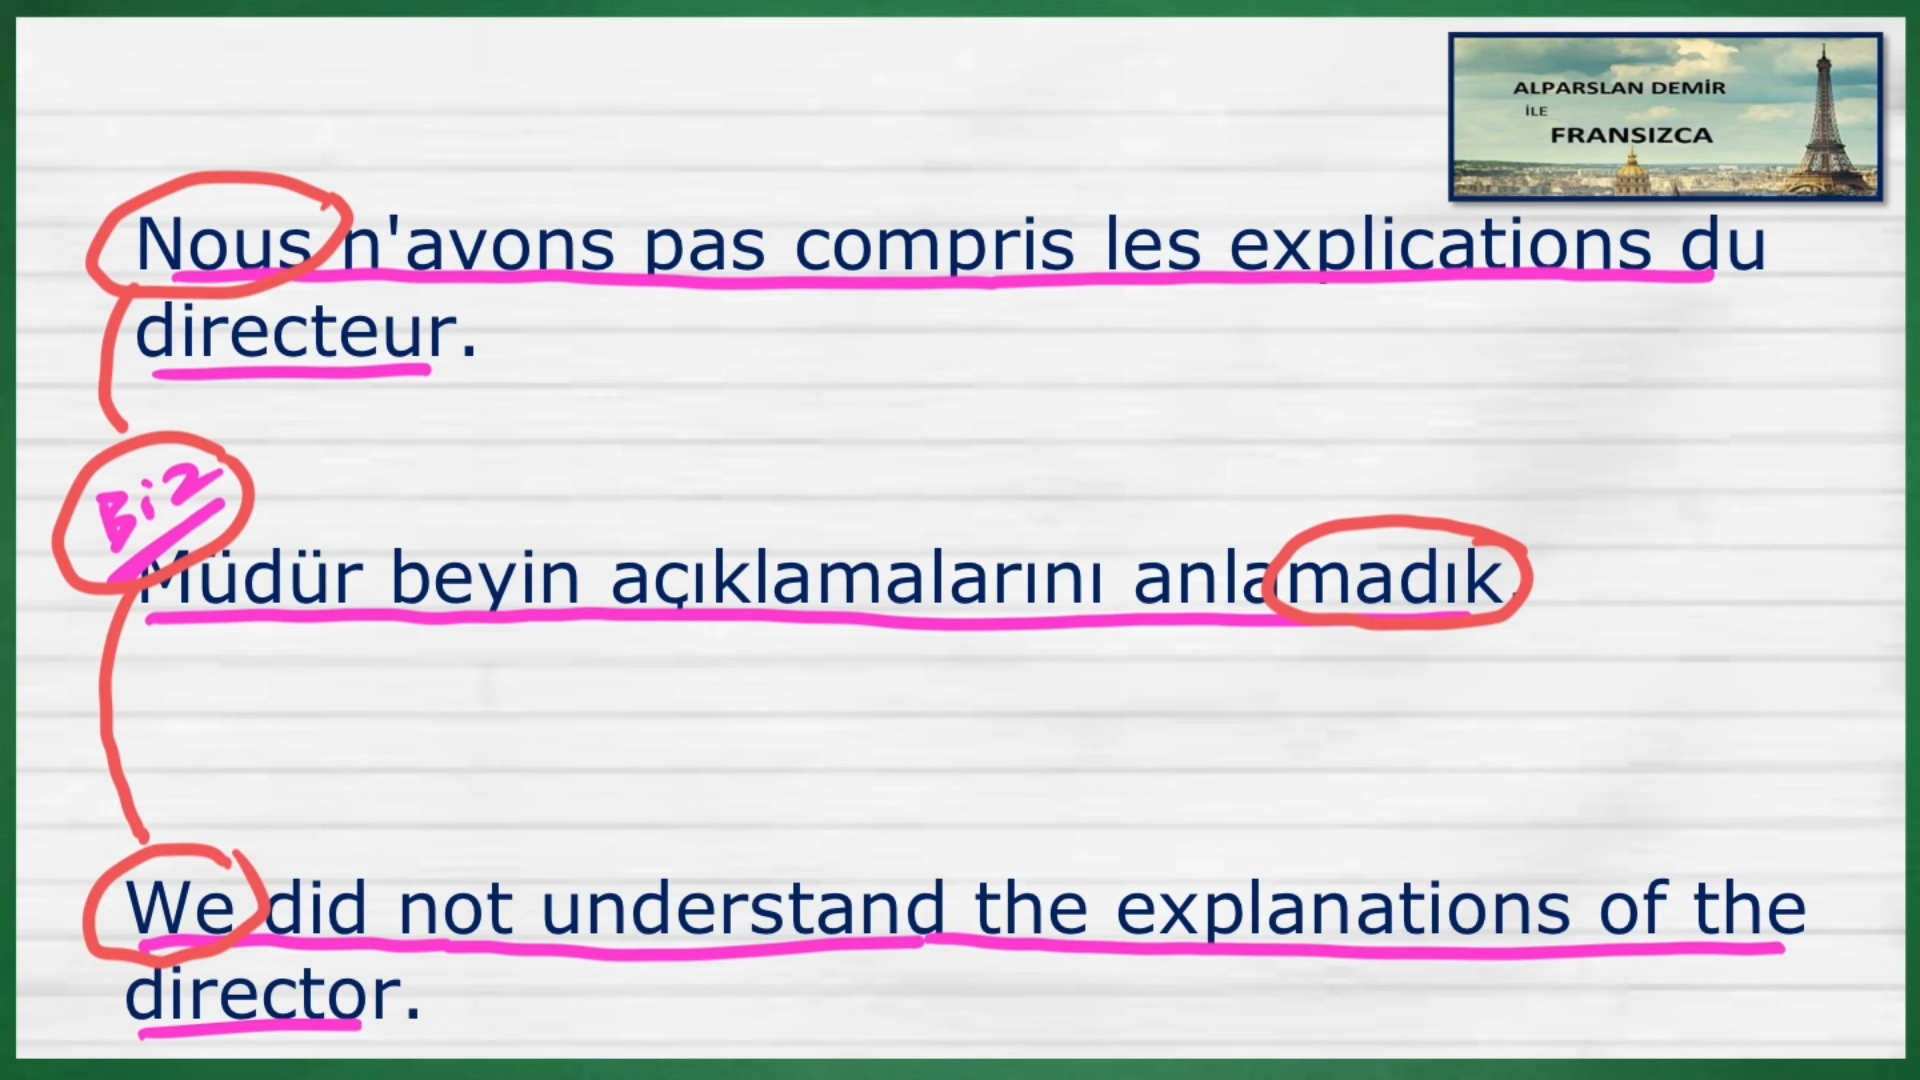 ALPARSLAN DEMİR
İLE
FRANSIZCA
Nous n'avons pas compris les explications du
directeur.
Biz
Müdür beyin açıklamalarını anlamadık.
We did not understand the explanations of the
director.